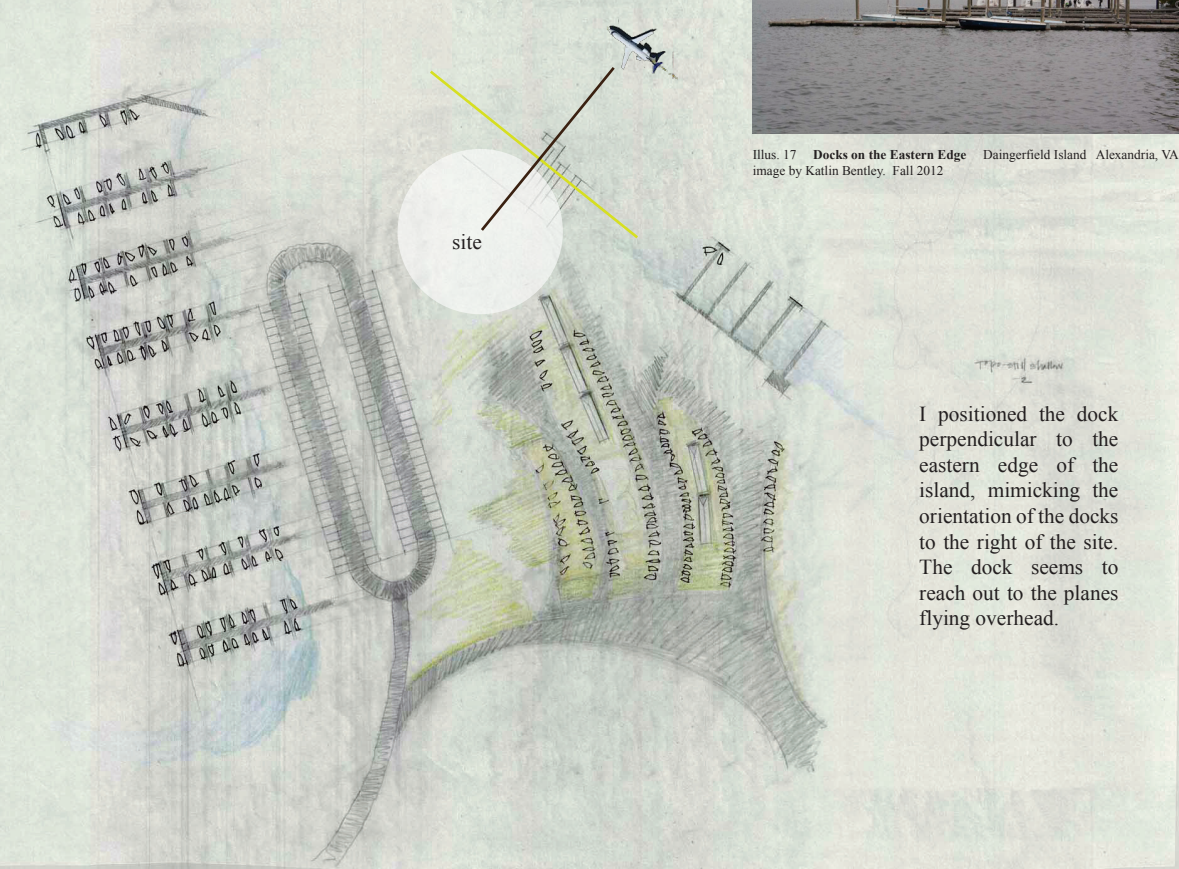 Illus. 17 Docks on the Eastern Edge Daingerfield Island Alexandria, VA
image by Katlin Bentley. Fall 2012
site
I positioned the dock
perpendicular to the
eastern edge of the
island, mimicking the
orientation of the docks
to the right of the site.
The dock seems to
reach out to the planes
flying overhead.